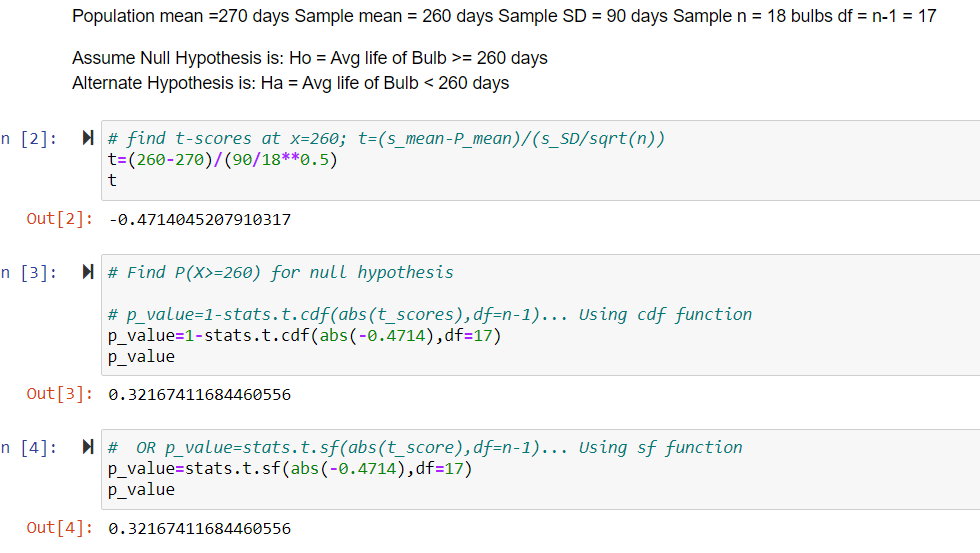 Population mean =270 days Sample mean = 260 days Sample SD = 90 days Sample n = 18 bulbs df = n-1 = 17
Assume Null Hypothesis is: Ho = Avg life of Bulb >= 260 days
Alternate Hypothesis is: Ha = Avg life of Bulb < 260 days
n [2]:
# find t-scores at x=260; t=(s_mean-P_mean)/(s_SD/sqrt(n))
t=(260-270)/(90/18**0.5)
t
Out[2]: -0.4714045207910317
n [3]:
# Find P(X>=260) for null hypothesis
# p_value=1-stats.t.cdf(abs(t_scores),df=n-1)... Using cdf function
p_value=1-stats.t.cdf(abs(-0.4714),df=17)
p_value
Out[3]: 0.32167411684460556
n [4]:
# OR p_value=stats.t.sf(abs(t_score),df=n-1)... Using sf function
p_value=stats.t.sf(abs(-0.4714),df=17)
p_value
Out[4]: 0.32167411684460556